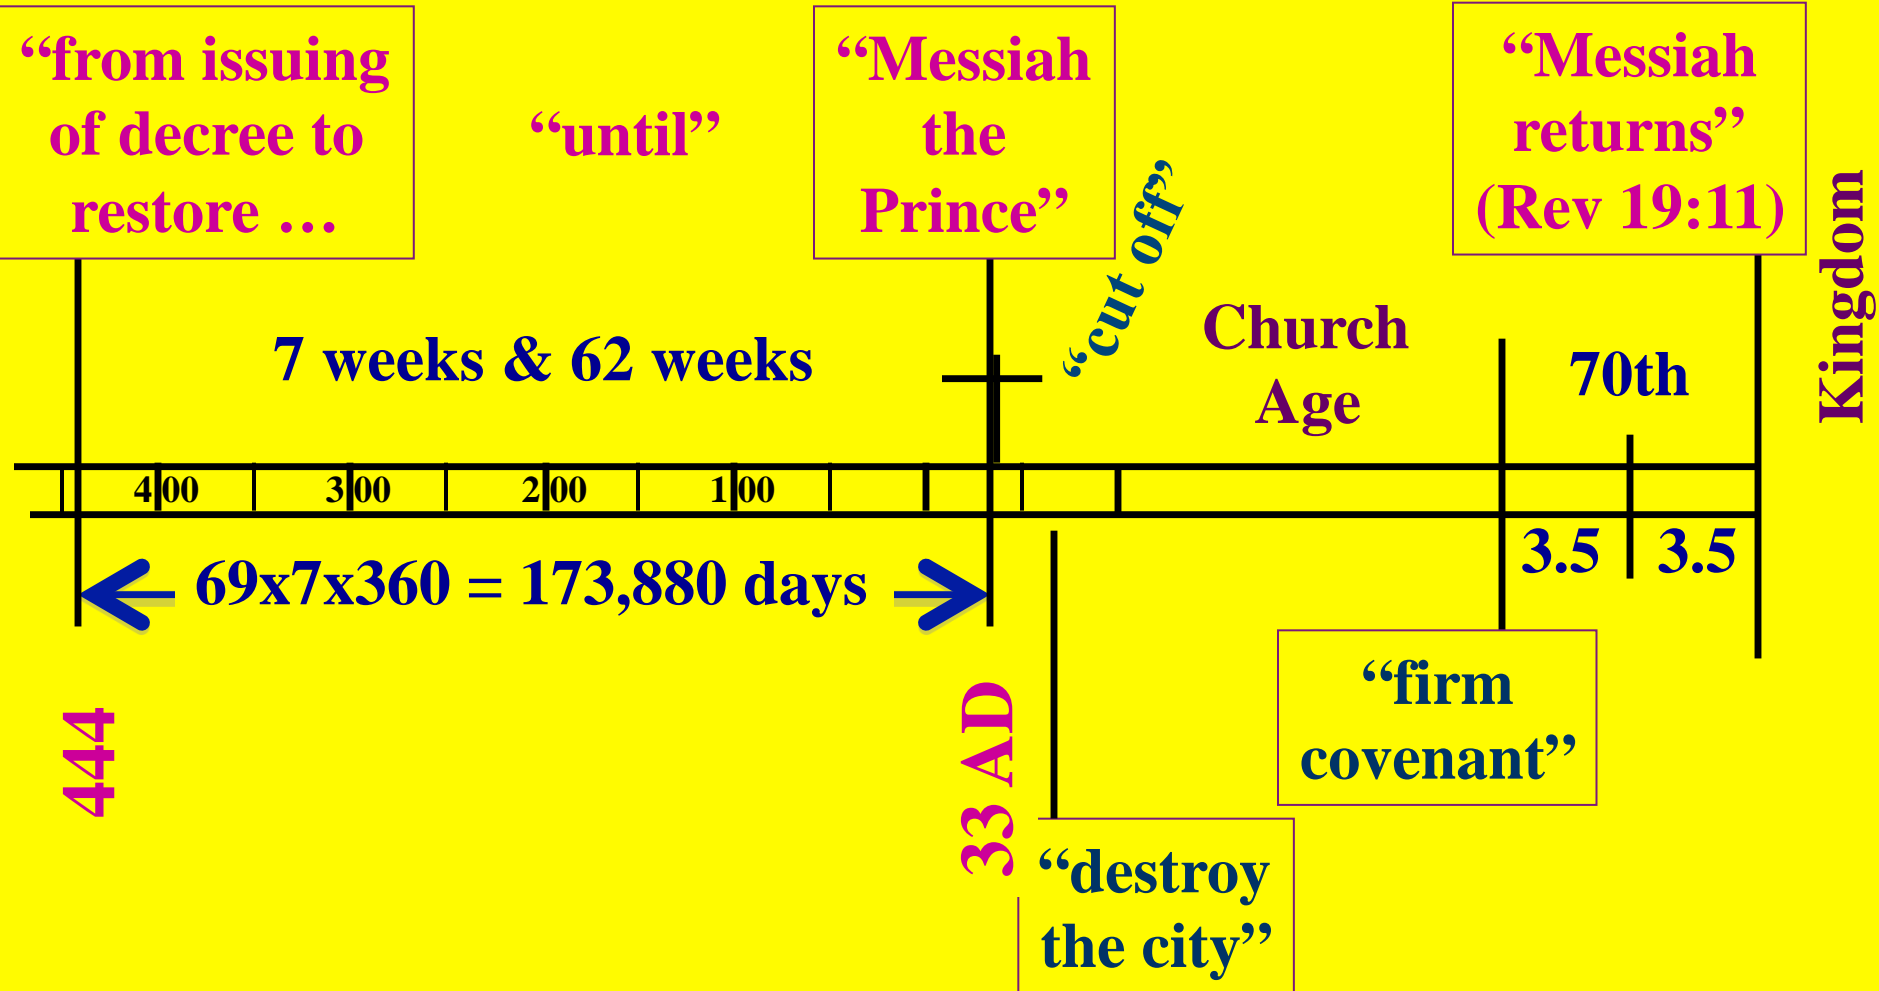 “from issuing
of decree to
restore …
“until”
“Messiah
the
Prince”
“cut off”
“Messiah
returns”
(Rev 19:11)
Kingdom
7 weeks & 62 weeks
Church
Age
70th
400
300
200
100
69x7x360 = 173,880 days
3.5
3.5
444
33 AD
“firm
covenant”
“destroy
the city”